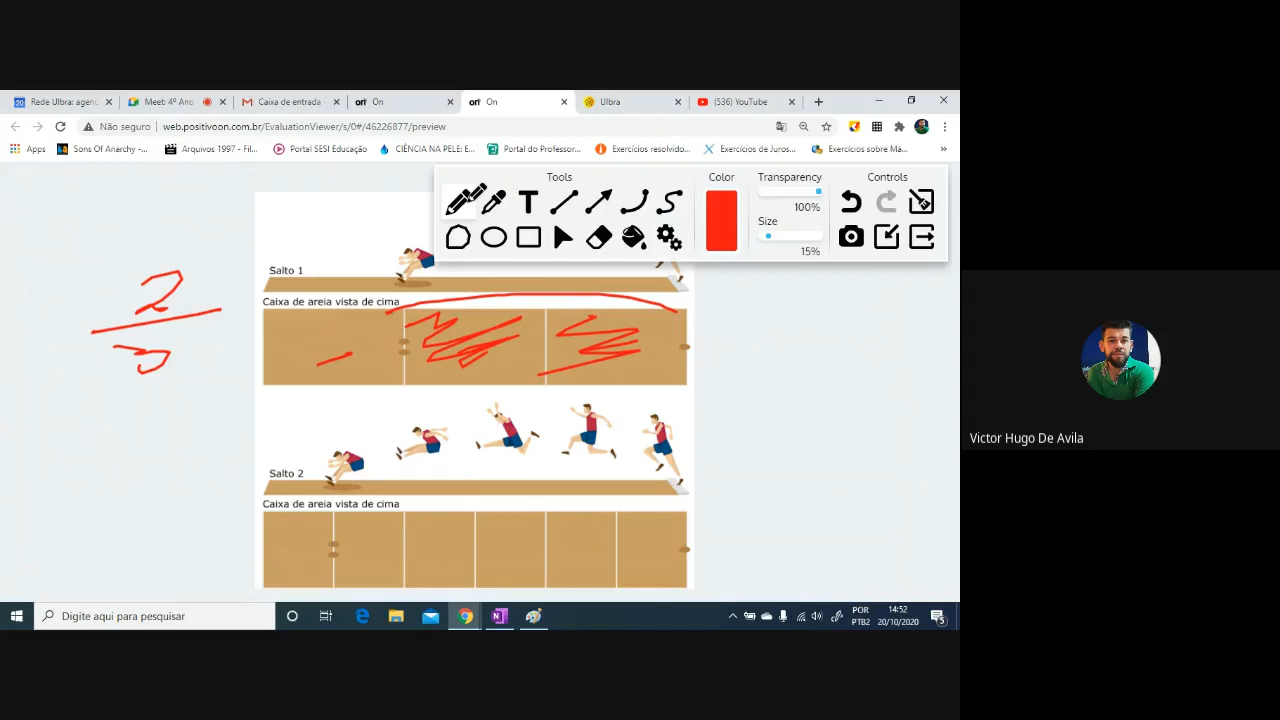 Rede Ulbra: agenc
Meet: 4º Ano
Caixa de entrada -
On
On
Ulbra
(536) YouTube
Não seguro
web.positivoon.com.br/EvaluationViewer/s/0#/46226877/preview
Apps
Sons Of Anarchy -...
Arquivos 1997 - Fil...
Portal SESI Educação
CIÊNCIA NA PELE: E...
Portal do Professor...
Exercícios resolvido...
Exercícios de Juros...
Exercícios sobre Má...
Tools
Color
Transparency
Controls
100%
Size
15%
Salto 1
Caixa de areia vista de cima
2
3
Salto 2
Caixa de areia vista de cima
Victor Hugo De Avila
Digite aqui para pesquisar
POR
PTB2
14:52
20/10/2020
5